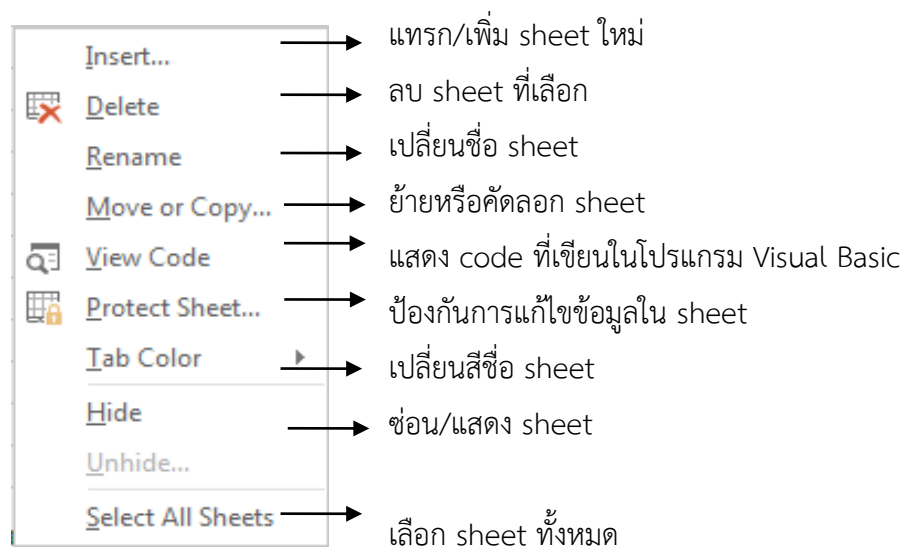 Insert... แทรก/เพิ่ม sheet ใหม่
Delete ลบ sheet ที่เลือก
Rename เปลี่ยนชื่อ sheet
Move or Copy... ย้ายหรือคัดลอก sheet
View Code แสดง code ที่เขียนในโปรแกรม Visual Basic
Protect Sheet... ป้องกันการแก้ไขข้อมูลใน sheet
Tab Color เปลี่ยนสีชื่อ sheet
Hide ซ่อน/แสดง sheet
Unhide...
Select All Sheets เลือก sheet ทั้งหมด